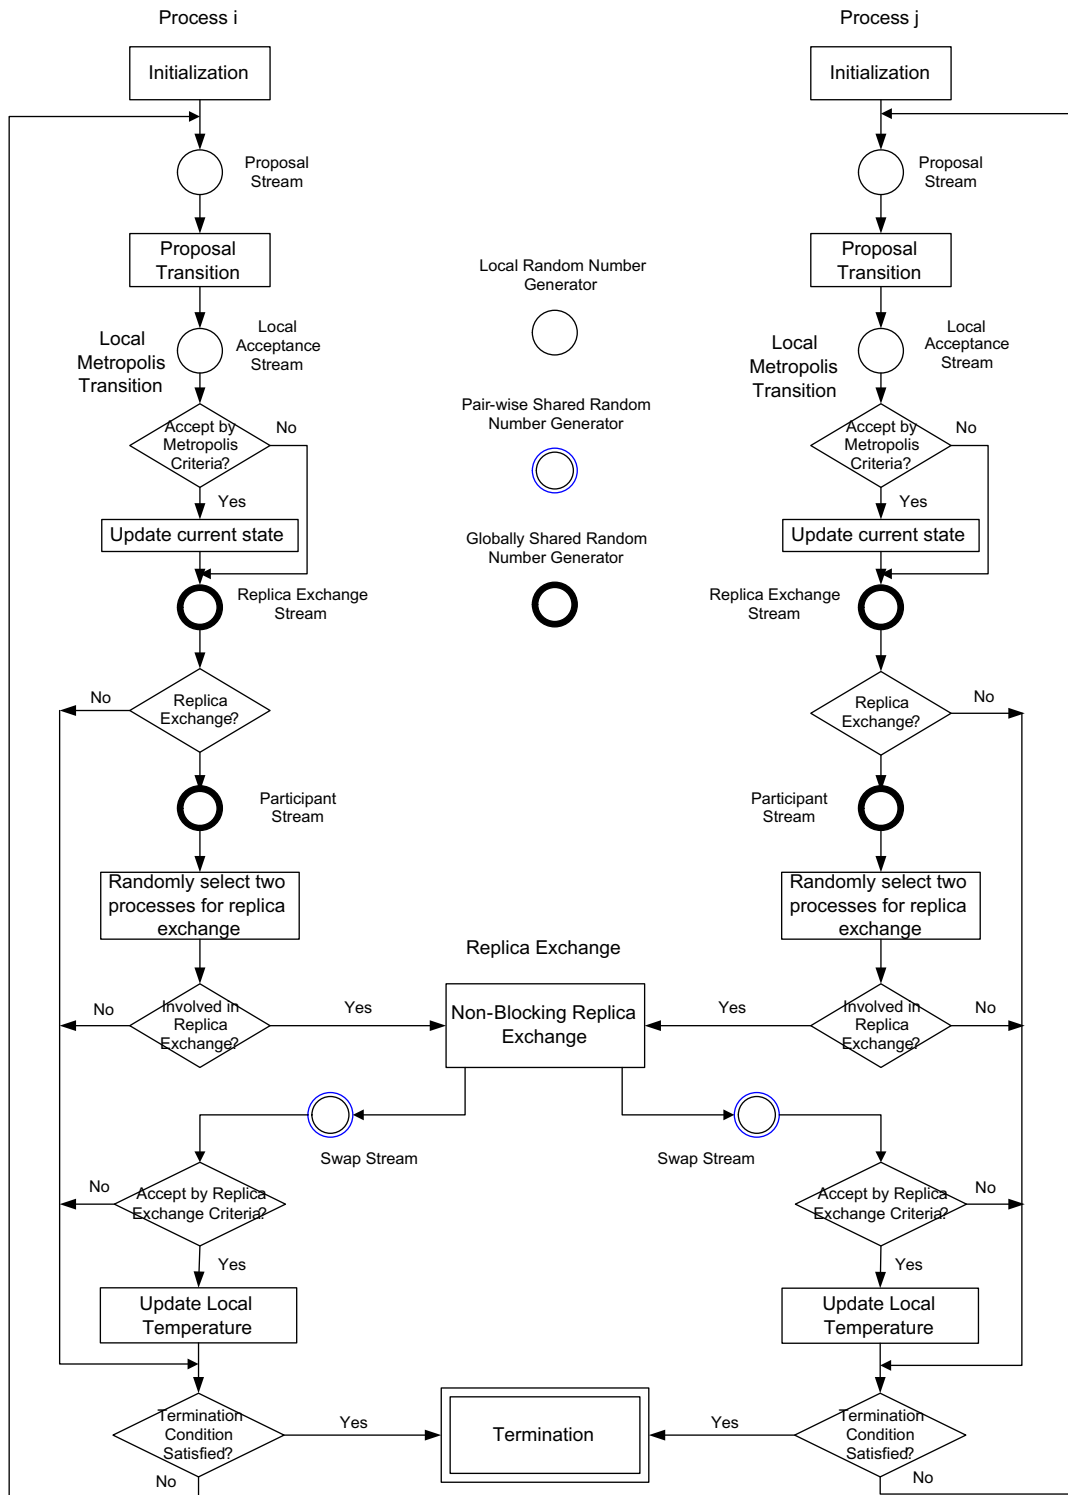 Process i
Process j
Initialization
Initialization
Proposal
Stream
Proposal
Stream
Proposal
Transition
Proposal
Transition
Local Random Number
Generator
Local
Metropolis
Transition
Local
Acceptance
Stream
Local
Metropolis
Transition
Local
Acceptance
Stream
Accept by
Metropolis
Criteria?
No
Yes
Pair-wise Shared Random
Number Generator
Accept by
Metropolis
Criteria?
No
Yes
Update current state
Update current state
Globally Shared Random
Number Generator
Replica Exchange
Stream
Replica Exchange
Stream
No
Replica
Exchange?
Replica
Exchange?
No
Participant
Stream
Participant
Stream
Randomly select two
processes for replica
exchange
Randomly select two
processes for replica
exchange
Replica Exchange
No
Involved in
Replica
Exchange?
Yes
Non-Blocking Replica
Exchange
Yes
Involved in
Replica
Exchange?
No
Swap Stream
Swap Stream
No
Accept by Replica
Exchange Criteria?
Yes
Accept by Replica
Exchange Criteria?
No
Yes
Update Local
Temperature
Update Local
Temperature
Termination
Condition
Satisfied?
Yes
No
Termination
Yes
Termination
Condition
Satisfied?
No